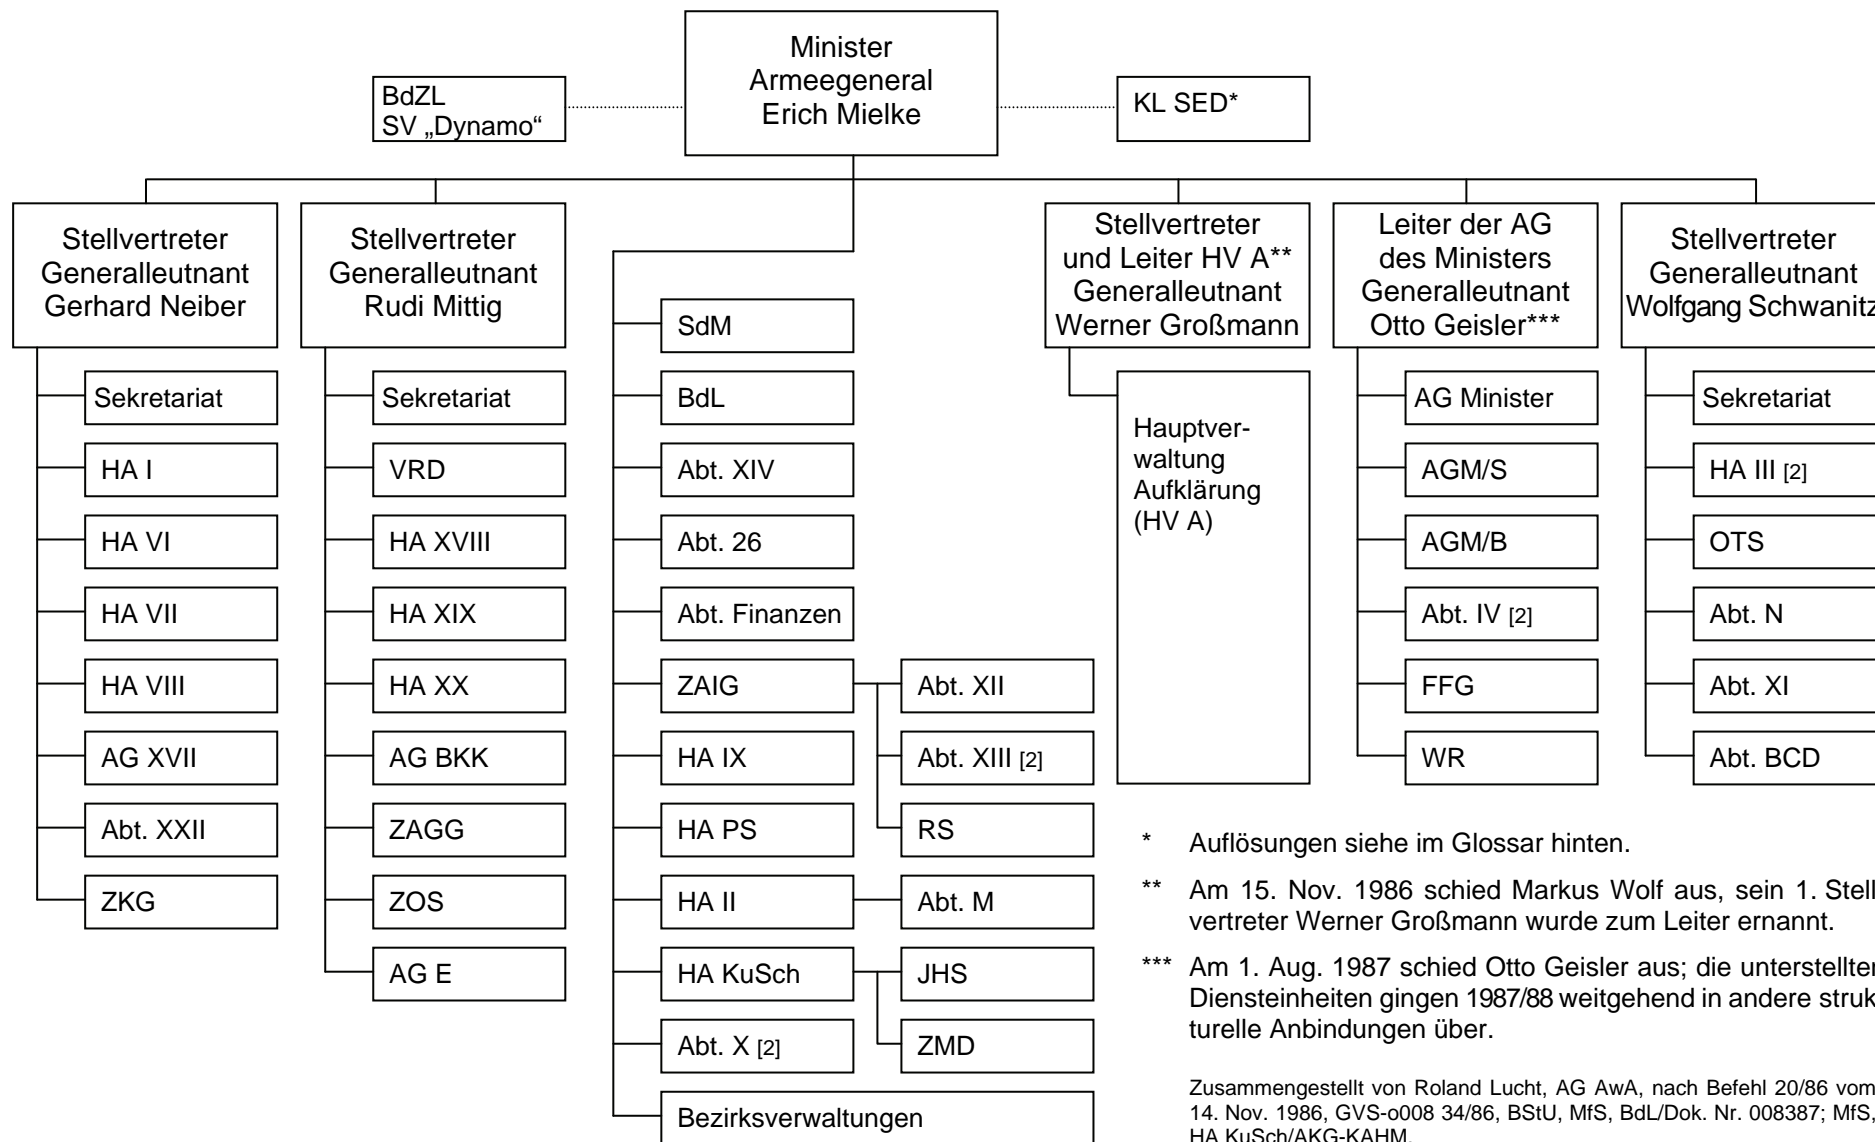 Minister
Armeegeneral
Erich Mielke
BdZL
SV „Dynamo“
KL SED*
Stellvertreter
Generalleutnant
Gerhard Neiber
Sekretariat
HA I
HA VI
HA VII
HA VIII
AG XVII
Abt. XXII
ZKG
Stellvertreter
Generalleutnant
Rudi Mittig
Sekretariat
VRD
HA XVIII
HA XIX
HA XX
AG BKK
ZAGG
ZOS
AG E
SdM
BdL
Abt. XIV
Abt. 26
Abt. Finanzen
ZAIG
Abt. XII
Abt. XIII [2]
RS
HA IX
HA PS
HA II
Abt. M
HA KuSch
JHS
ZMD
Abt. X [2]
Bezirksverwaltungen
Stellvertreter
und Leiter HV A**
Generalleutnant
Werner Großmann
Hauptver-
waltung
Aufklärung
(HV A)
Leiter der AG
des Ministers
Generalleutnant
Otto Geisler***
AG Minister
AGM/S
AGM/B
Abt. IV [2]
FFG
WR
Stellvertreter
Generalleutnant
Wolfgang Schwanitz
Sekretariat
HA III [2]
OTS
Abt. N
Abt. XI
Abt. BCD
* Auflösungen siehe im Glossar hinten.
** Am 15. Nov. 1986 schied Markus Wolf aus, sein 1. Stell
vertreter Werner Großmann wurde zum Leiter ernannt.
*** Am 1. Aug. 1987 schied Otto Geisler aus; die unterstellten
Diensteinheiten gingen 1987/88 weitgehend in andere struk
turelle Anbindungen über.
Zusammengestellt von Roland Lucht, AG AwA, nach Befehl 20/86 vom
14. Nov. 1986, GVS-o008 34/86, BStU, MfS, BdL/Dok. Nr. 008387; MfS,
HA KuSch/AKG-KAHM.